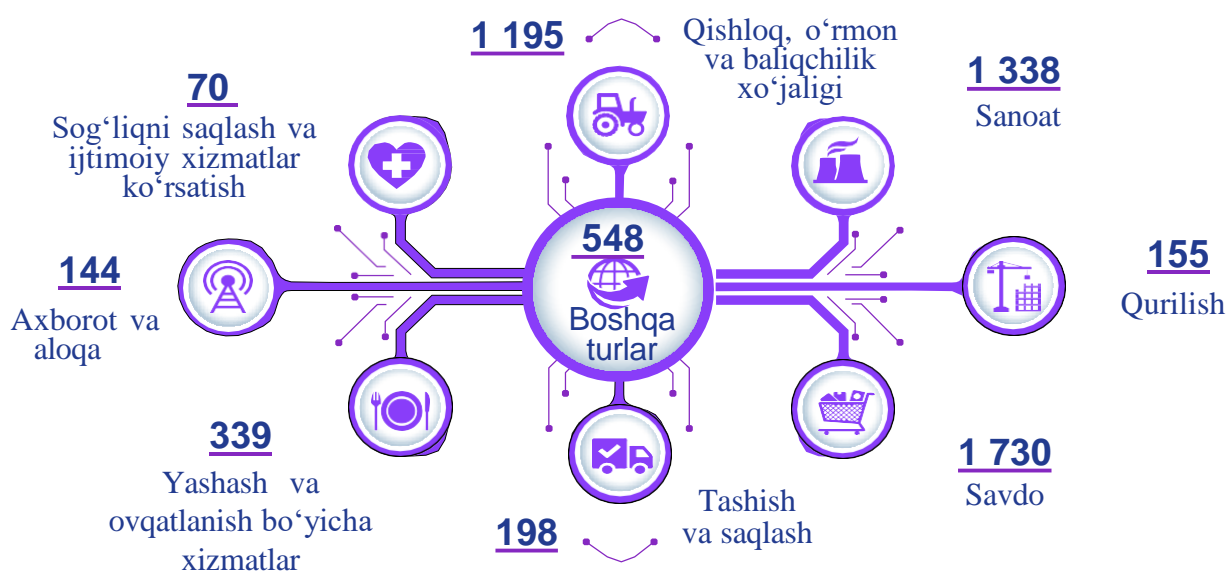 1 195
Qishloq, o‘rmon
va baliqchilik
xo‘jaligi
1 338
Sanoat
70
Sog‘liqni saqlash va
ijtimoiy xizmatlar
ko‘rsatish
548
Boshqa
turlar
144
Axborot va
aloqa
155
Qurilish
339
Yashash va
ovqatlanish bo‘yicha
xizmatlar
198
Tashish
va saqlash
1 730
Savdo